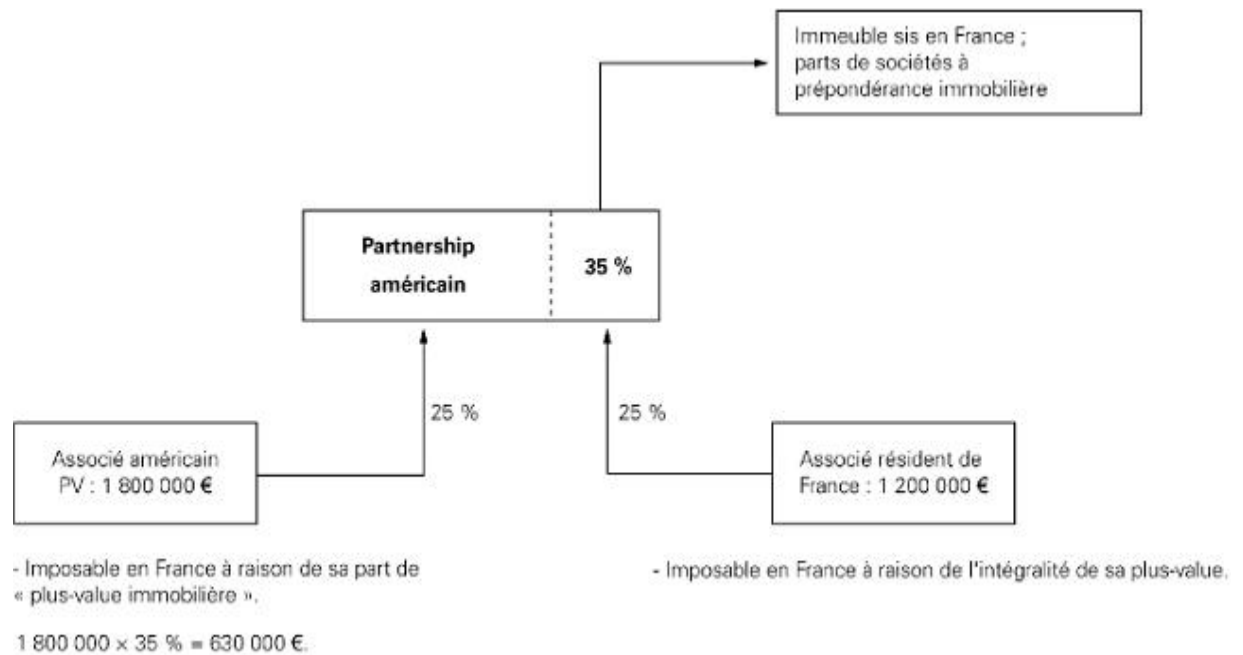 Immeuble sis en France ;
parts de sociétés à
prépondérance immobilière
Partnership
américain
35 %
25 %
25 %
Associé américain
PV : 1 800 000 €
Associé résident de
France : 1 200 000 €
- Imposable en France à raison de sa part de
« plus-value immobilière ».
1 800 000 × 35 % = 630 000 €.
- Imposable en France à raison de l'intégralité de sa plus-value.